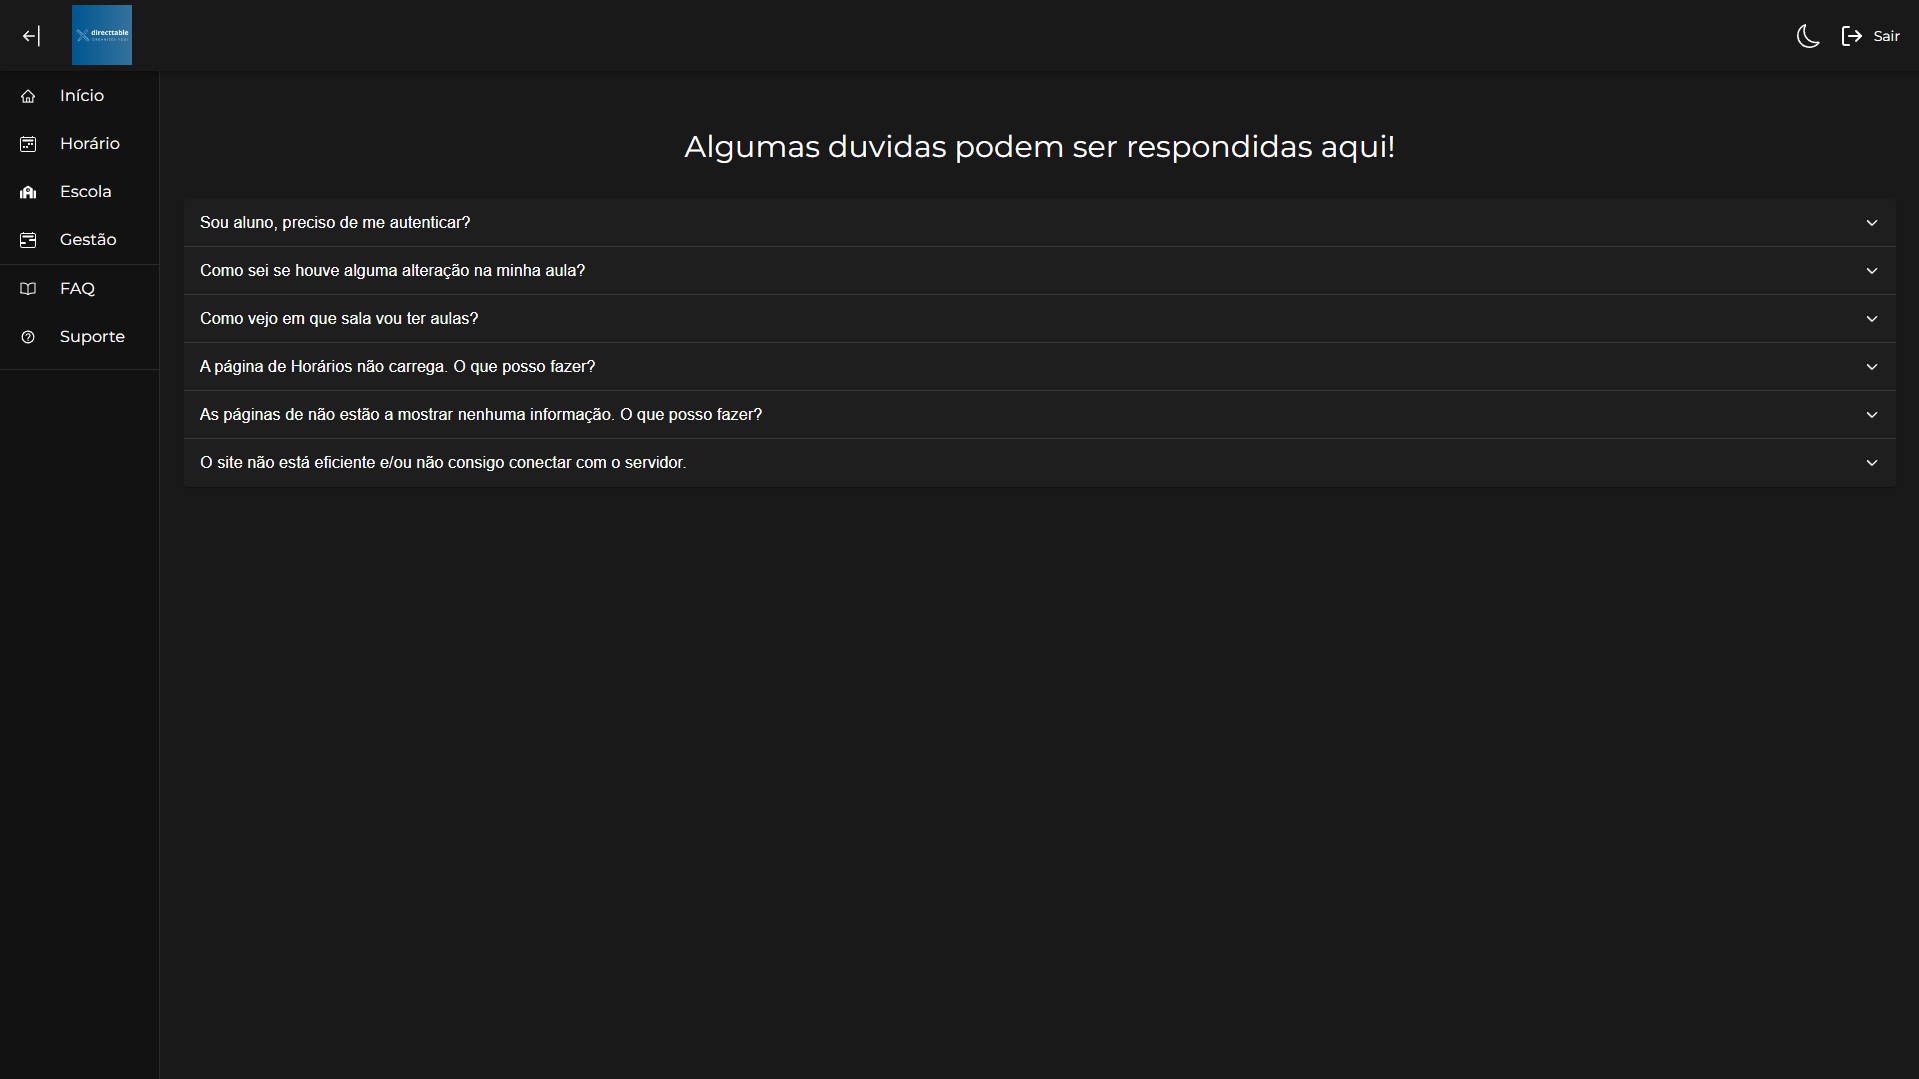 directtable
Sair
Início
Horário
Escola
Gestão
FAQ
Suporte
Algumas duvidas podem ser respondidas aqui!
Sou aluno, preciso de me autenticar?
Como sei se houve alguma alteração na minha aula?
Como vejo em que sala vou ter aulas?
A página de Horários não carrega. O que posso fazer?
As páginas de não estão a mostrar nenhuma informação. O que posso fazer?
O site não está eficiente e/ou não consigo conectar com o servidor.